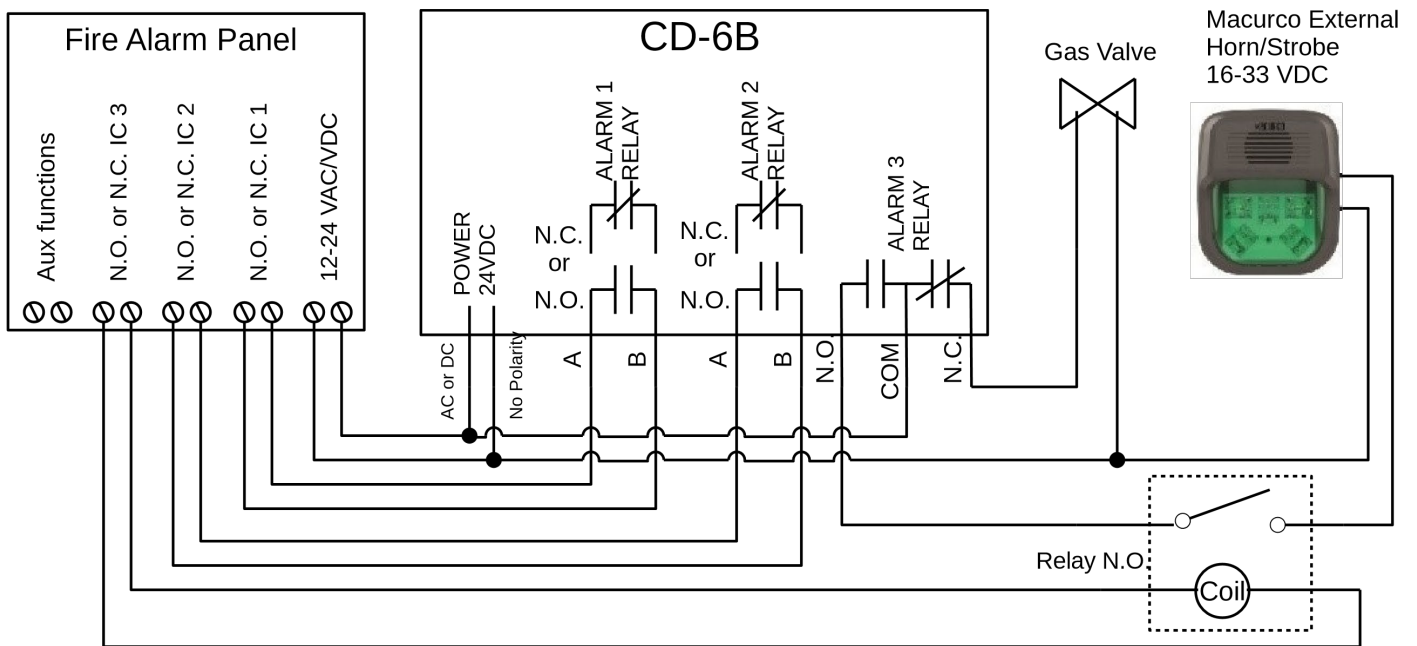 Fire Alarm Panel
Aux functions
N.O. or N.C. IC 3
N.O. or N.C. IC 2
N.O. or N.C. IC 1
12-24 VAC/VDC
CD-6B
POWER
24VDC
AC or DC
No Polarity
ALARM 1
RELAY
N.C.
or
N.O.
A
B
ALARM 2
RELAY
N.C.
or
N.O.
A
B
ALARM 3
RELAY
N.O.
COM
N.C.
Gas Valve
Macurco External
Horn/Strobe
16-33 VDC
Relay N.O.
Coil